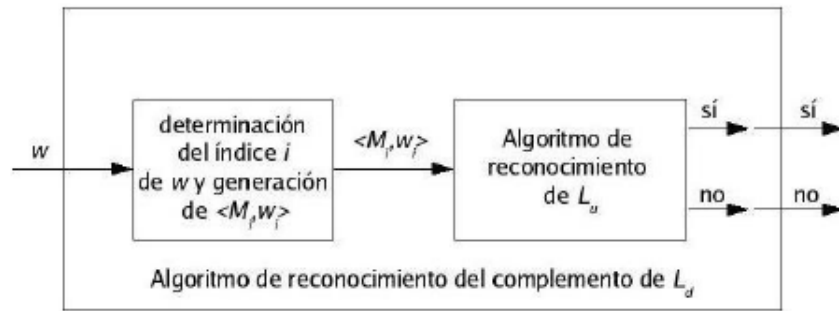 w
determinación
del índice i
de w y generación
de <Mi,wi>
<Mi,wi>
Algoritmo de
reconocimiento
de Lu
sí
sí
no
no
Algoritmo de reconocimiento del complemento de Ld